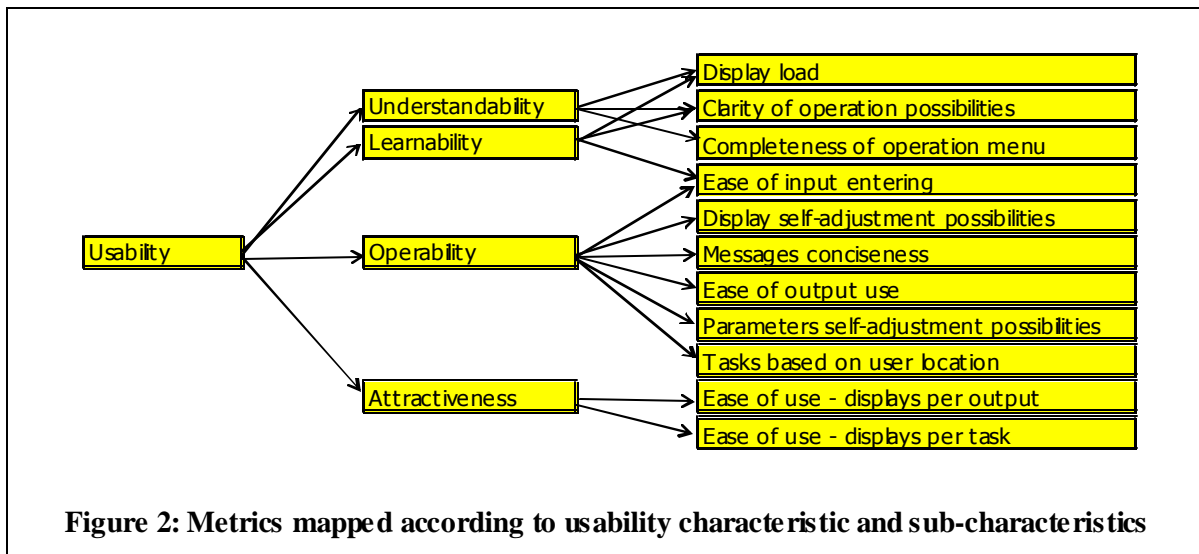 Display load
Understandability
Clarity of operation possibilities
Learnability
Completeness of operation menu
Ease of input entering
Display self-adjustment possibilities
Usability
Operability
Messages conciseness
Ease of output use
Parameters self-adjustment possibilities
Tasks based on user location
Attractiveness
Ease of use - displays per output
Ease of use - displays per task
Figure 2: Metrics mapped according to usability characteristic and sub-characteristics